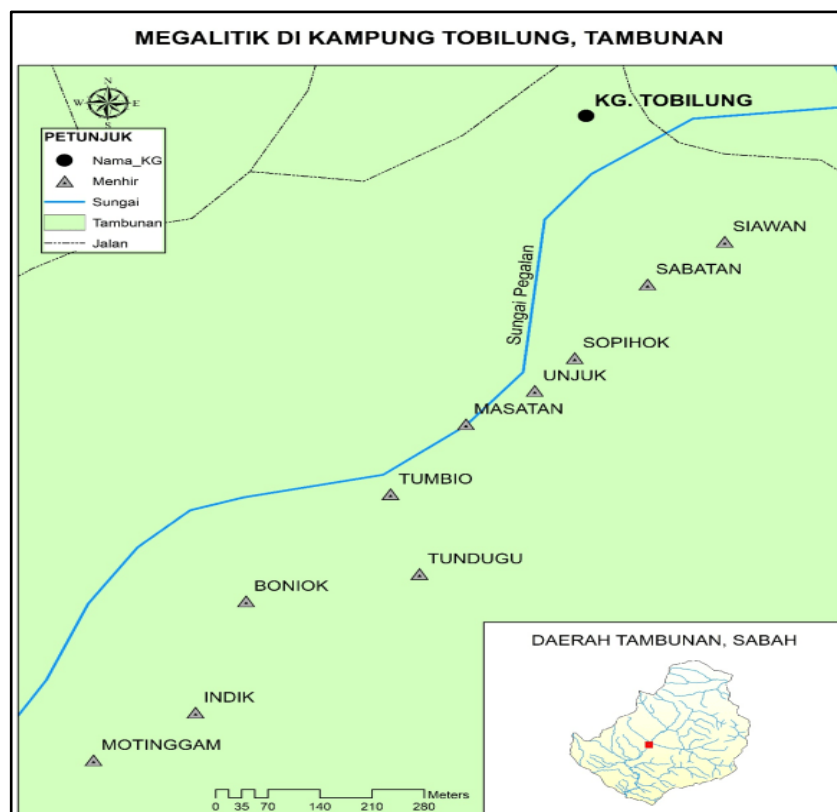 MEGALITIK DI KAMPUNG TOBILUNG, TAMBUNAN
N
W E
S
PETUNJUK
Nama_KG
Menhir
Sungai
Tambunan
Jalan
KG. TOBILUNG
SIAWAN
SABATAN
Sungai Pegalan
SOPIHOK
UNJUK
MASATAN
TUMBIO
TUNDUGU
BONIOK
INDIK
MOTINGGAM
Meters
0 35 70 140 210 280
DAERAH TAMBUNAN, SABAH